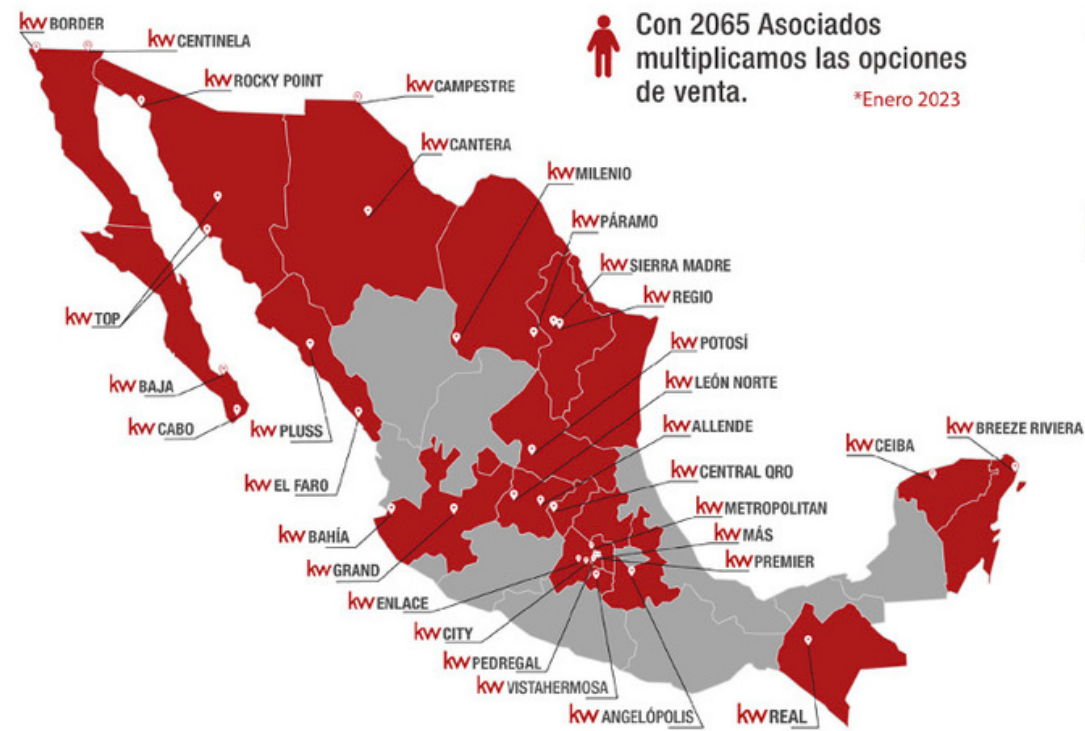 kw BORDER
kw CENTINELA
kw ROCKY POINT
kw CAMPESTRE
Con 2065 Asociados
multiplicamos las opciones
de venta.
*Enero 2023
kw CANTERA
kw MILENIO
kw PÁRAMO
kw SIERRA MADRE
kw REGIO
kw TOP
kw POTOSÍ
kw BAJA
kw LEÓN NORTE
kw CABO
kw PLUSS
kw ALLENDE
kw BREEZE RIVIERA
kw CEIBA
kw CENTRAL QRO
kw EL FARO
kw METROPOLITAN
kw BAHÍA
kw MÁS
kw PREMIER
kw GRAND
kw ENLACE
kw CITY
kw PEDREGAL
kw VISTAHERMOSA
kw ANGELÓPOLIS
kw REAL